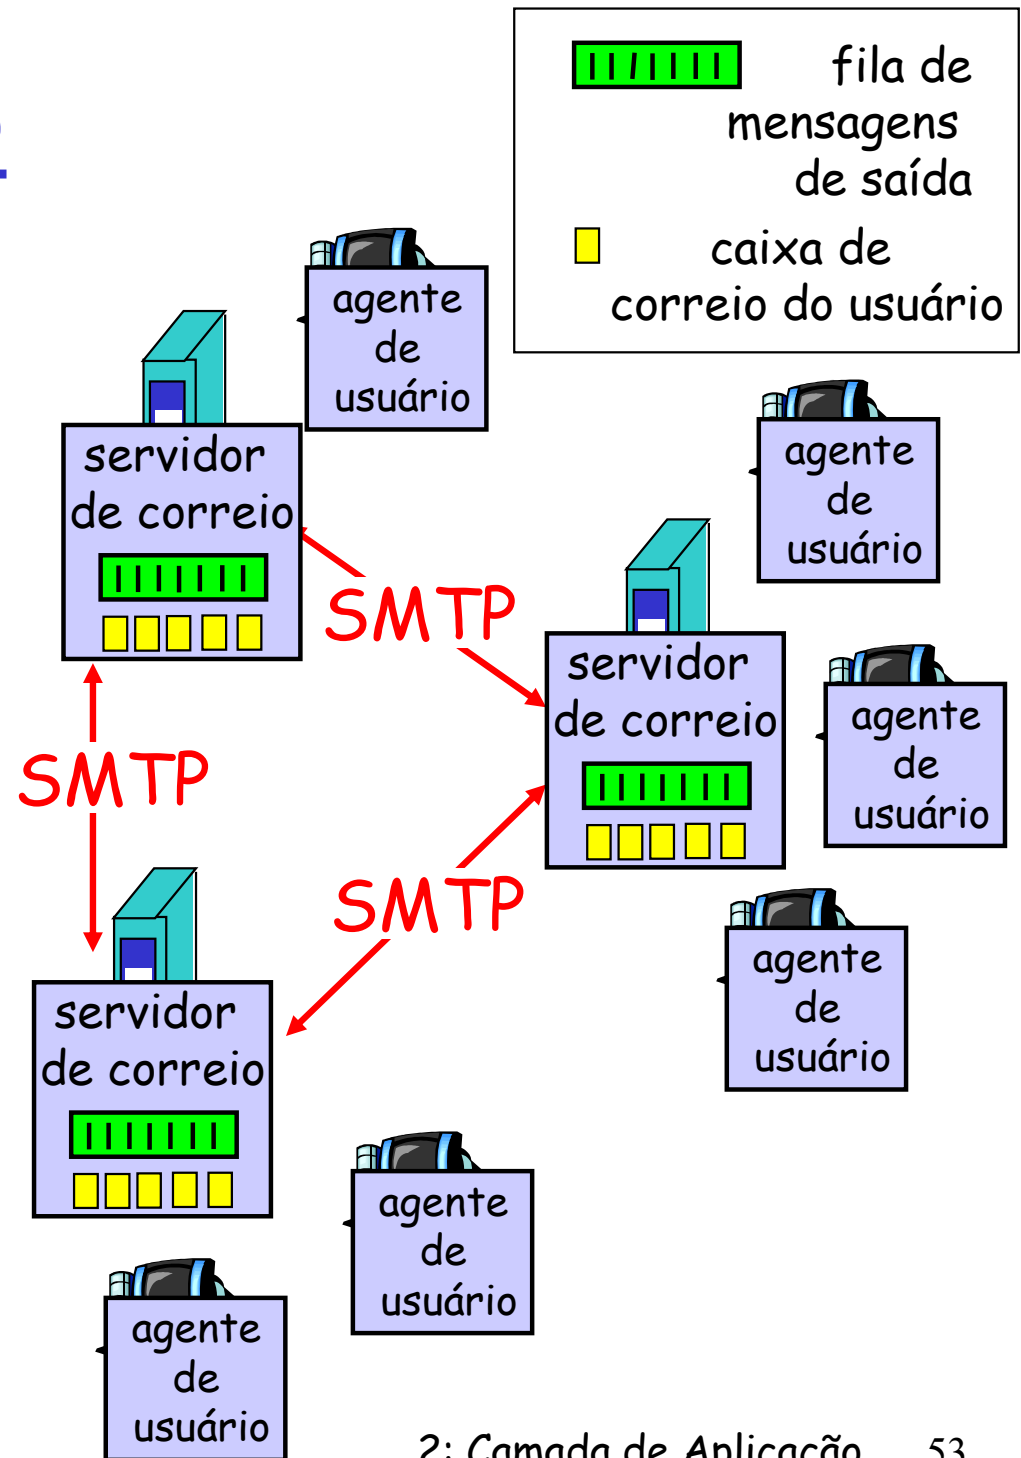 fila de
mensagens
de saída
caixa de
correio do usuário
agente
de
usuário
servidor
de correio
agente
de
usuário
SMTP
servidor
de correio
agente
de
usuário
SMTP
SMTP
agente
de
usuário
servidor
de correio
agente
de
usuário
agente
de
usuário
2: Camada de Aplicação 53